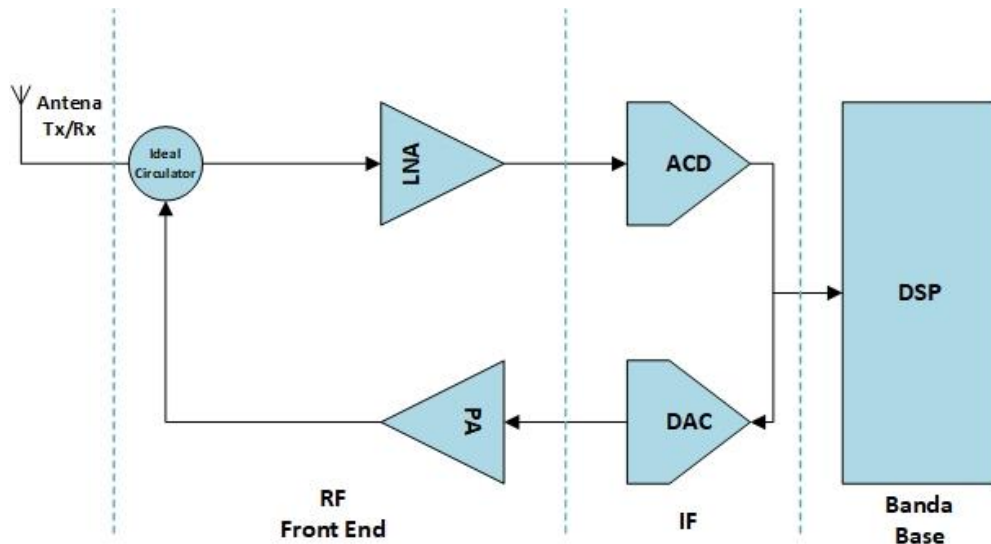 Antena
Tx/Rx
Ideal
Circulator
LNA
ACD
DSP
PA
DAC
RF
Front End
IF
Banda
Base